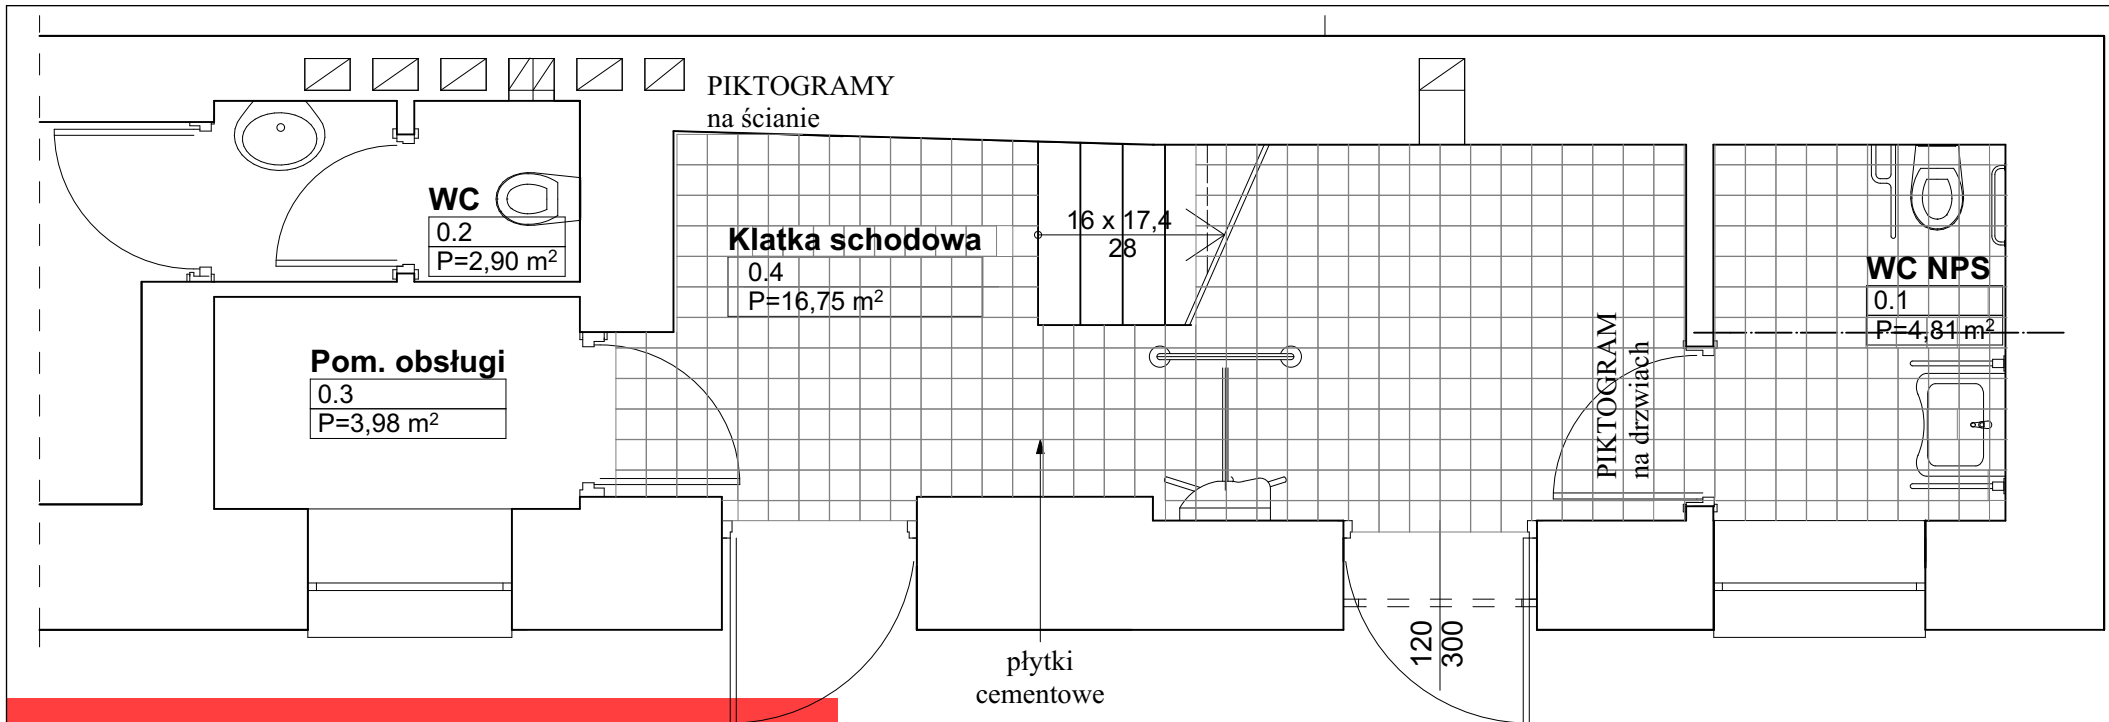 PIKTOGRAMY
na ścianie
WC
0.2
P=2,90 m²
Klatka schodowa
0.4
P=16,75 m²
16 x 17,4
28
WC NPS
0.1
P=4,81 m²
Pom. obsługi
0.3
P=3,98 m²
PIKTOGRAM
na drzwiach
120
300
płytki
cementowe